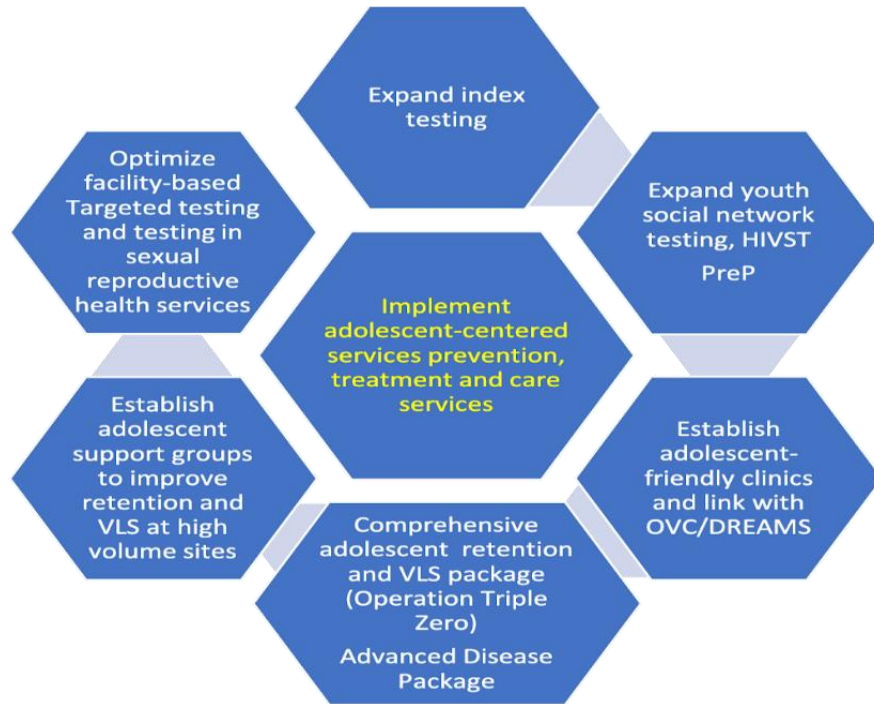 Expand index
testing
Expand youth
social network
testing, HIVST
PreP
Establish
adolescent-
friendly clinics
and link with
OVC/DREAMS
Comprehensive
adolescent retention
and VLS package
(Operation Triple
Zero)
Advanced Disease
Package
Establish
adolescent
support groups
to improve
retention and
VLS at high
volume sites
Optimize
facility-based
Targeted testing
and testing in
sexual
reproductive
health services
Implement
adolescent-centered
services prevention,
treatment and care
services